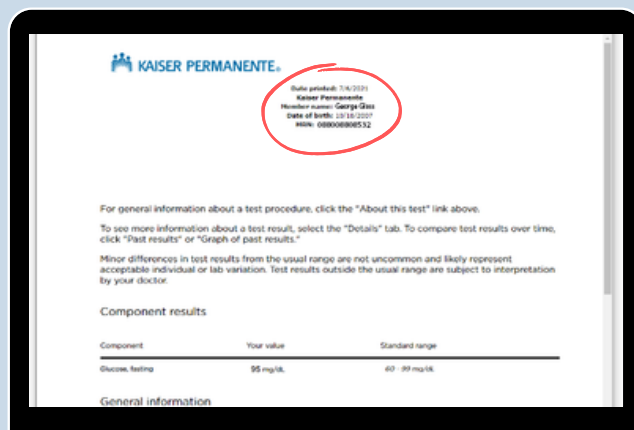 KAISER PERMANENTE®
Date printed: 7/6/2021
Kaiser Permanente
Member name: George Glass
Date of birth: 10/18/2007
For general information about a test procedure, click the "About this test" link above.
To see more information about a test result, select the "Details" tab. To compare test results over time,
click "Past results" or "Graph of past results."
Minor differences in test results from the usual range are not uncommon and likely represent
acceptable individual or lab variation. Test results outside the usual range are subject to interpretation
by your doctor.
Component results
Component Your value Standard range
Glucose, fasting 95 mg/dL 60 - 99 mg/dL
General information